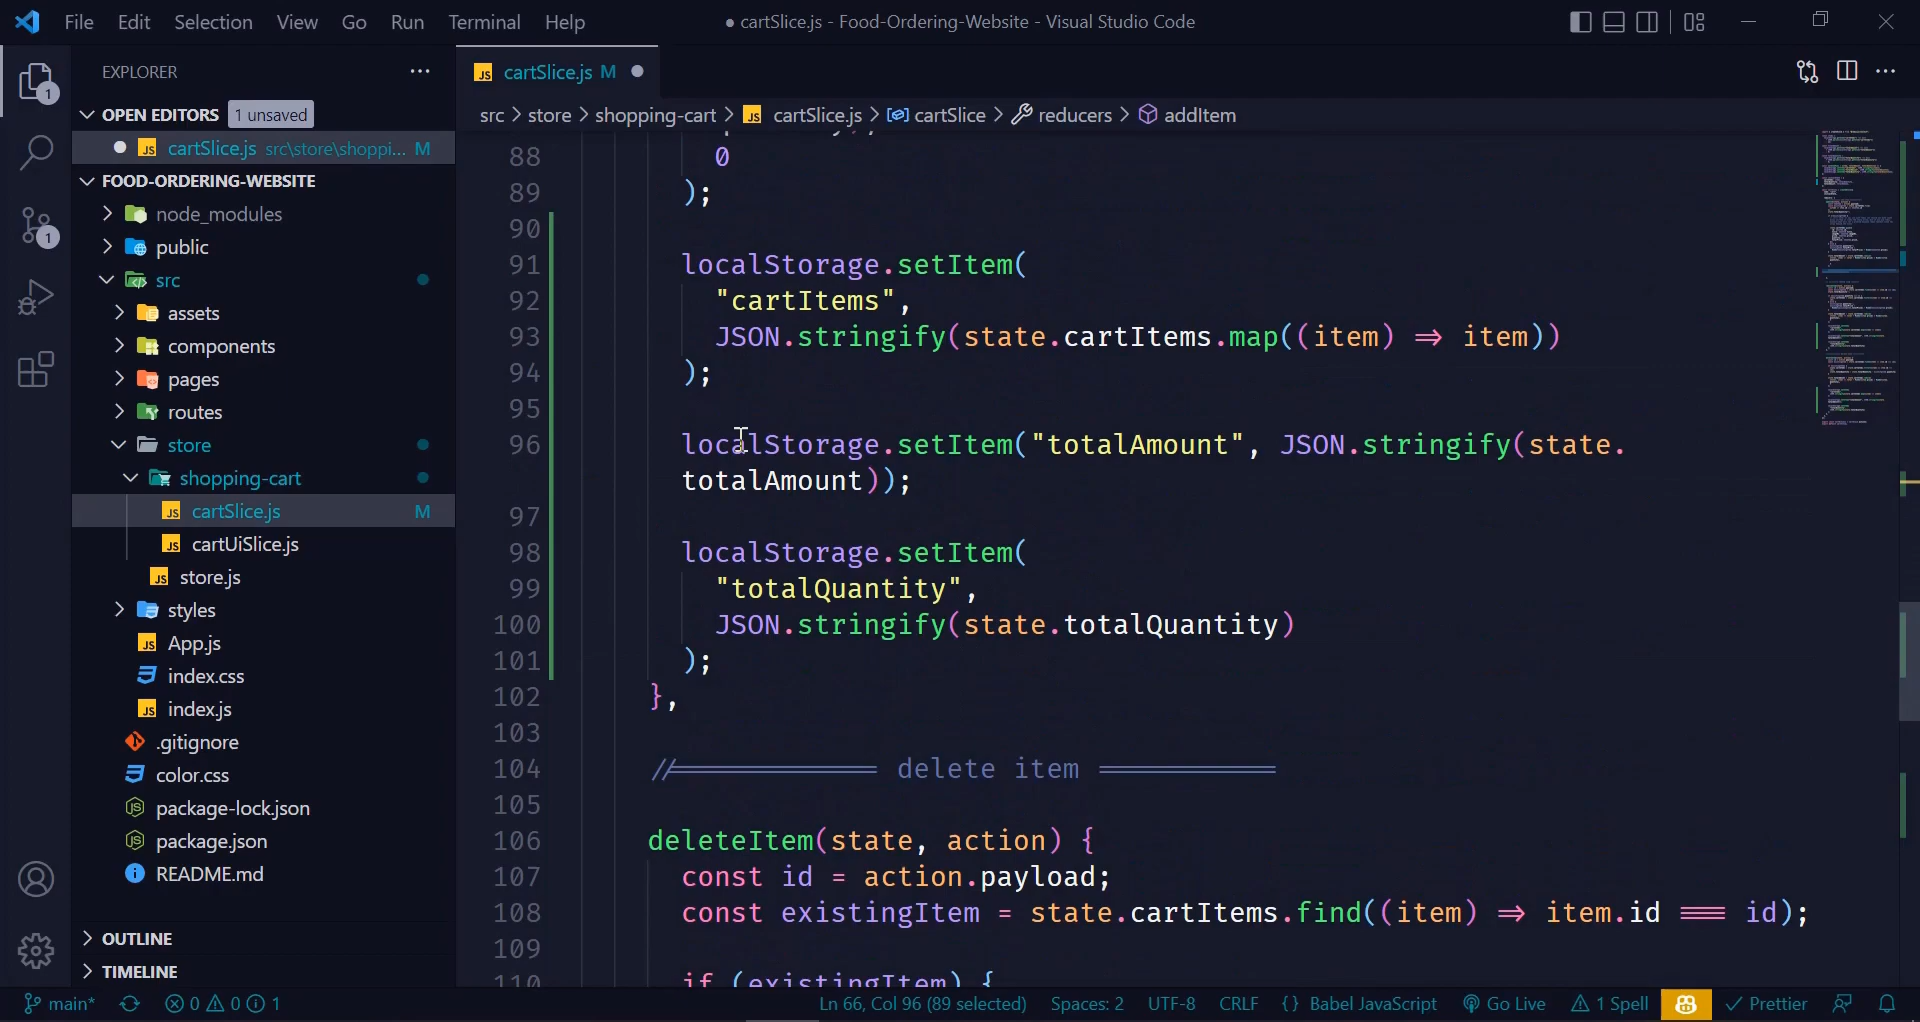 File Edit Selection View Go Run Terminal Help
● cartSlice.js - Food-Ordering-Website - Visual Studio Code
EXPLORER
OPEN EDITORS 1 unsaved
cartSlice.js src\store\shoppi... M
FOOD-ORDERING-WEBSITE
node_modules
public
src
assets
components
pages
routes
store
shopping-cart
cartSlice.js M
cartUiSlice.js
store.js
styles
App.js
index.css
index.js
.gitignore
color.css
package-lock.json
package.json
README.md
OUTLINE
TIMELINE
cartSlice.js M
src > store > shopping-cart > cartSlice.js > cartSlice > reducers > addItem
88 0
89 );
90
91 localStorage.setItem(
92 "cartItems",
93 JSON.stringify(state.cartItems.map((item) => item))
94 );
95
96 localStorage.setItem("totalAmount", JSON.stringify(state.
totalAmount));
97
98 localStorage.setItem(
99 "totalQuantity",
100 JSON.stringify(state.totalQuantity)
101 );
102 },
103
104 //============ delete item ============
105
106 deleteItem(state, action) {
107 const id = action.payload;
108 const existingItem = state.cartItems.find((item) => item.id === id);
109
110 if (existingItem) {
main* 0 0 1 Ln 66, Col 96 (89 selected) Spaces: 2 UTF-8 CRLF {} Babel JavaScript Go Live 1 Spell Prettier